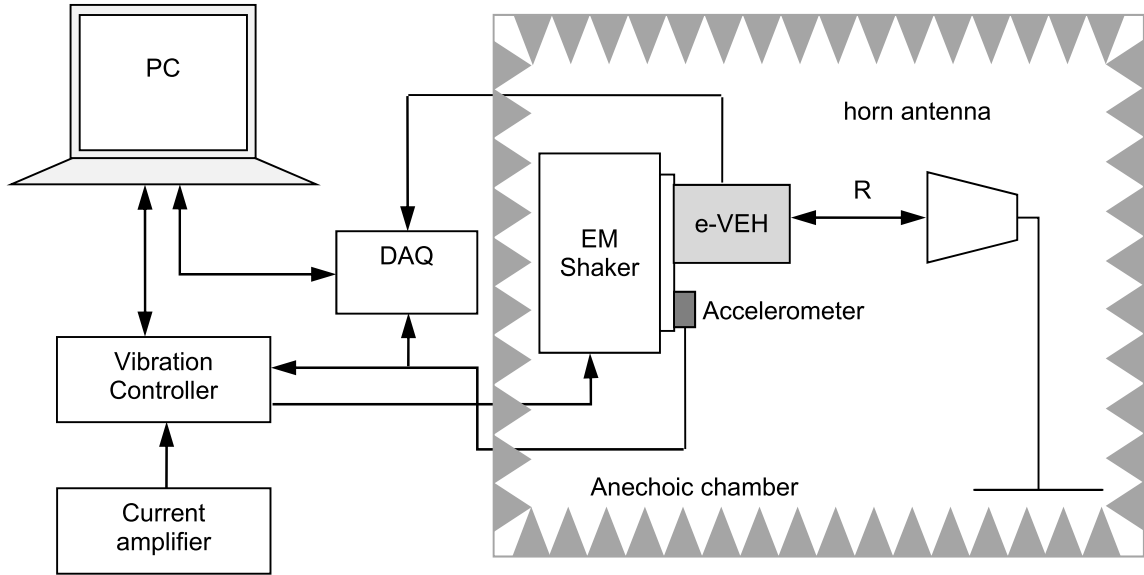 PC
horn antenna
R
e-VEH
EM
Shaker
DAQ
Accelerometer
Vibration
Controller
Anechoic chamber
Current
amplifier